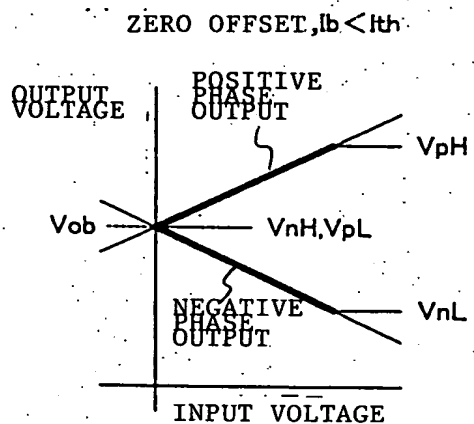 ZERO OFFSET, Ib<Ith
OUTPUT
VOLTAGE
POSITIVE
PHASE
OUTPUT
VpH
Vob
VnH,VpL
NEGATIVE
PHASE
OUTPUT
VnL
INPUT VOLTAGE